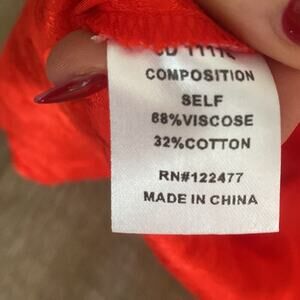 COMPOSITION
SELF
68%VISCOSE
32%COTTON
RN#122477
MADE IN CHINA